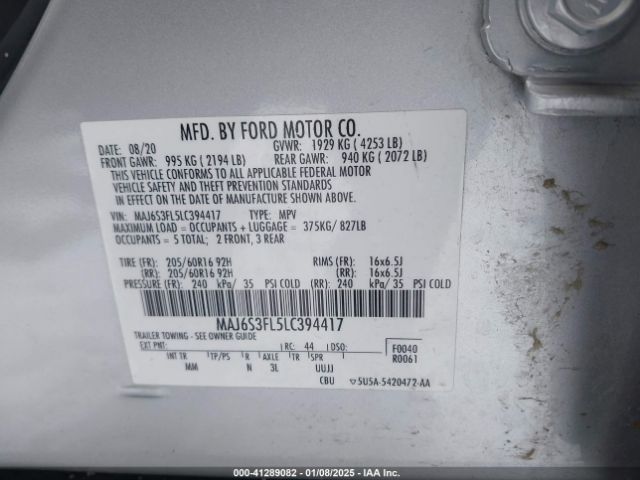 MFD. BY FORD MOTOR CO.
DATE: 08/20 GVWR: 1929 KG ( 4253 LB)
FRONT GAWR: 995 KG ( 2194 LB) REAR GAWR: 940 KG ( 2072 LB)
THIS VEHICLE CONFORMS TO ALL APPLICABLE FEDERAL MOTOR
VEHICLE SAFETY AND THEFT PREVENTION STANDARDS
IN EFFECT ON THE DATE OF MANUFACTURE SHOWN ABOVE.
VIN: MAJ6S3FL5LC394417 TYPE: MPV
MAXIMUM LOAD = OCCUPANTS + LUGGAGE = 375KG/ 827LB
OCCUPANTS = 5 TOTAL; 2 FRONT, 3 REAR
TIRE (FR): 205/60R16 92H RIMS (FR): 16x6.5J
(RR): 205/60R16 92H (RR): 16x6.5J
PRESSURE (FR): 240 kPa/ 35 PSI COLD (RR): 240 kPa/ 35 PSI COLD
MAJ6S3FL5LC394417
TRAILER TOWING - SEE OWNER GUIDE
EXT PNT: RC: 44 DSO: F0040
R0061
INT TR TP/PS R AXLE TR SPR
MM N 3L UUJJ
CBU 5U5A-5420472-AA
000-41289082 - 01/08/2025 - IAA Inc.